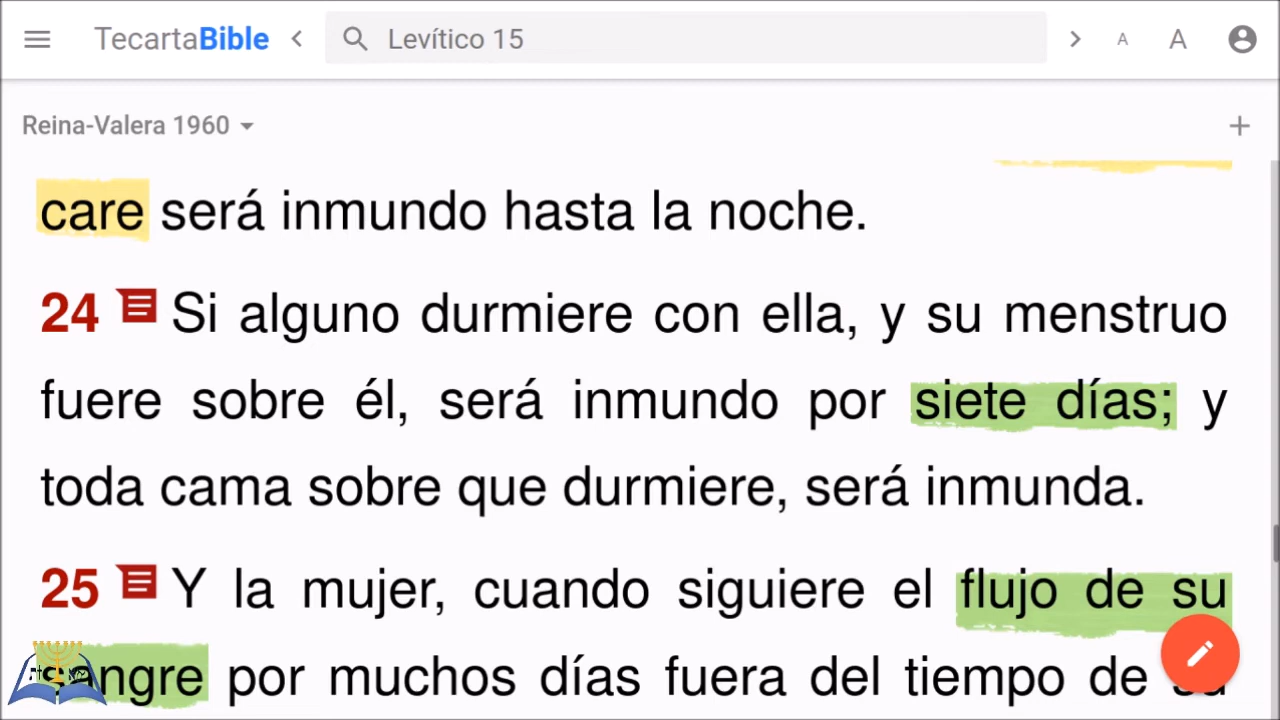 TecartaBible
Levítico 15
A A
Reina-Valera 1960
care será inmundo hasta la noche.
24 Si alguno durmiere con ella, y su menstruo
fuere sobre él, será inmundo por siete días; y
toda cama sobre que durmiere, será inmunda.
25 Y la mujer, cuando siguiere el flujo de su
sangre por muchos días fuera del tiempo de su